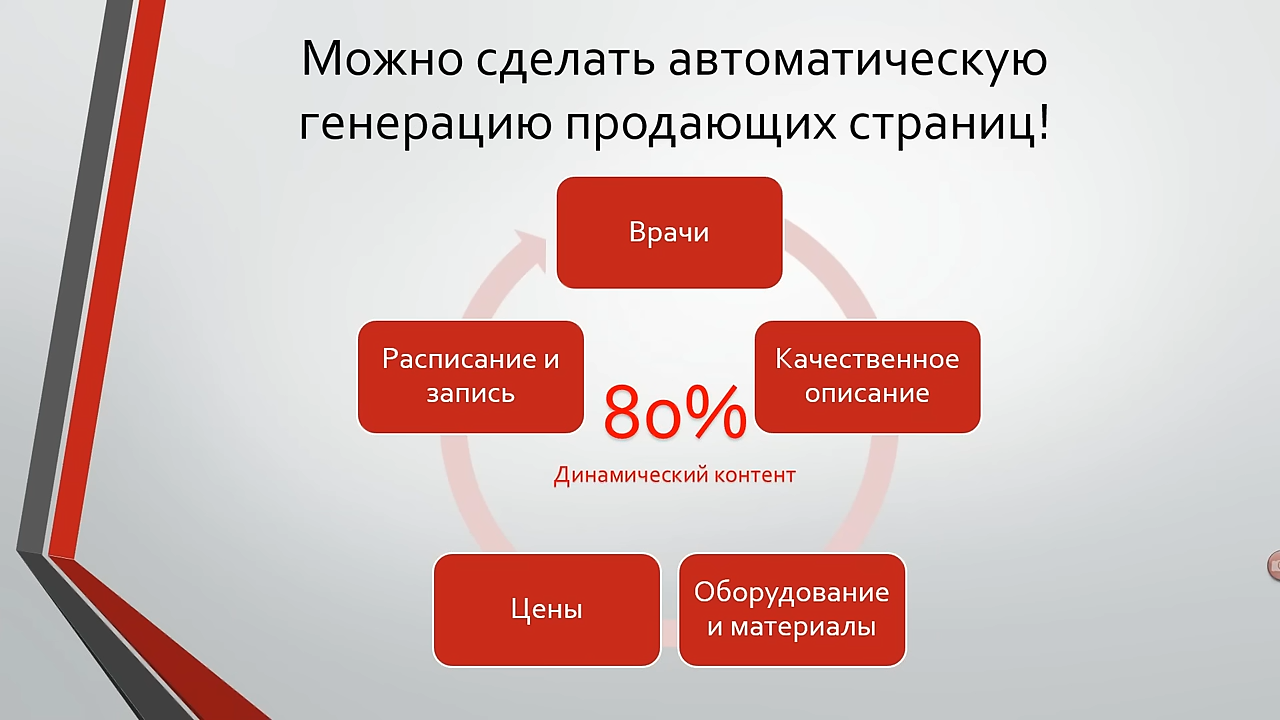 Можно сделать автоматическую
генерацию продающих страниц!
Врачи
Расписание и
запись
Качественное
описание
80%
Динамический контент
Цены
Оборудование
и материалы